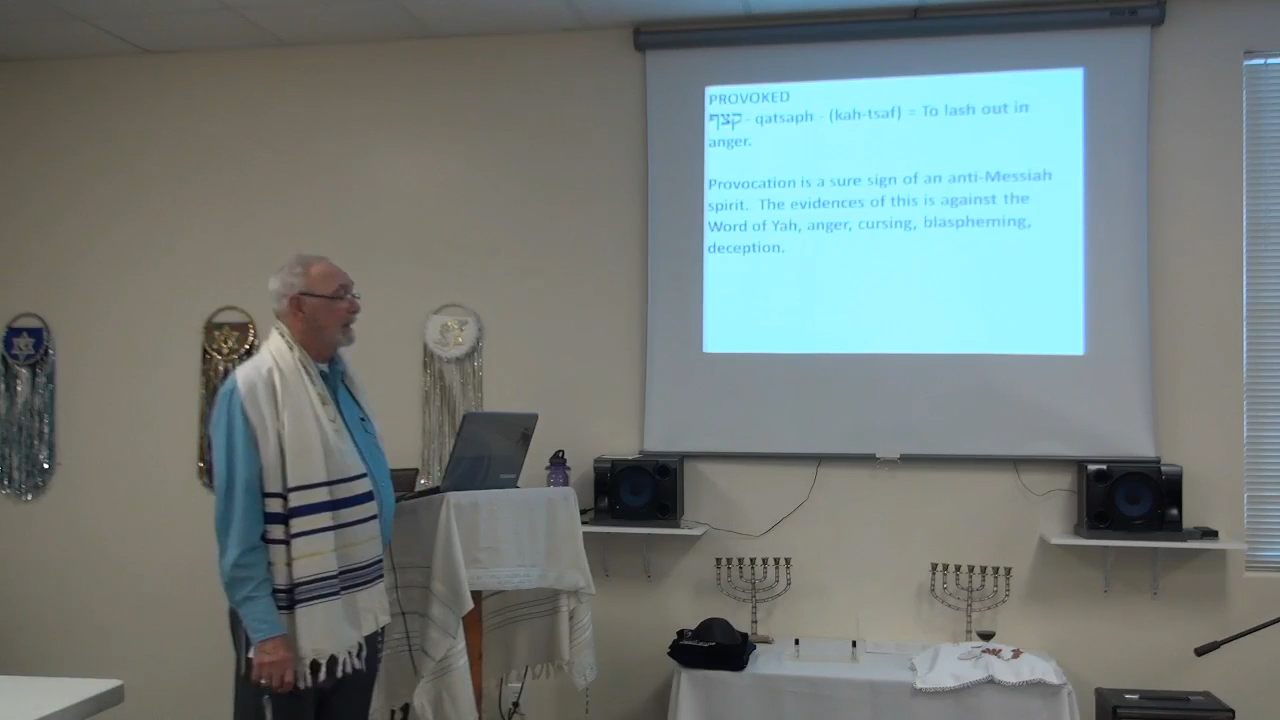 PROVOKED
קצף - qatsaph - (kah-tsaf) = To lash out in
anger.
Provocation is a sure sign of an anti-Messiah
spirit. The evidences of this is against the
Word of Yah, anger, cursing, blaspheming,
deception.